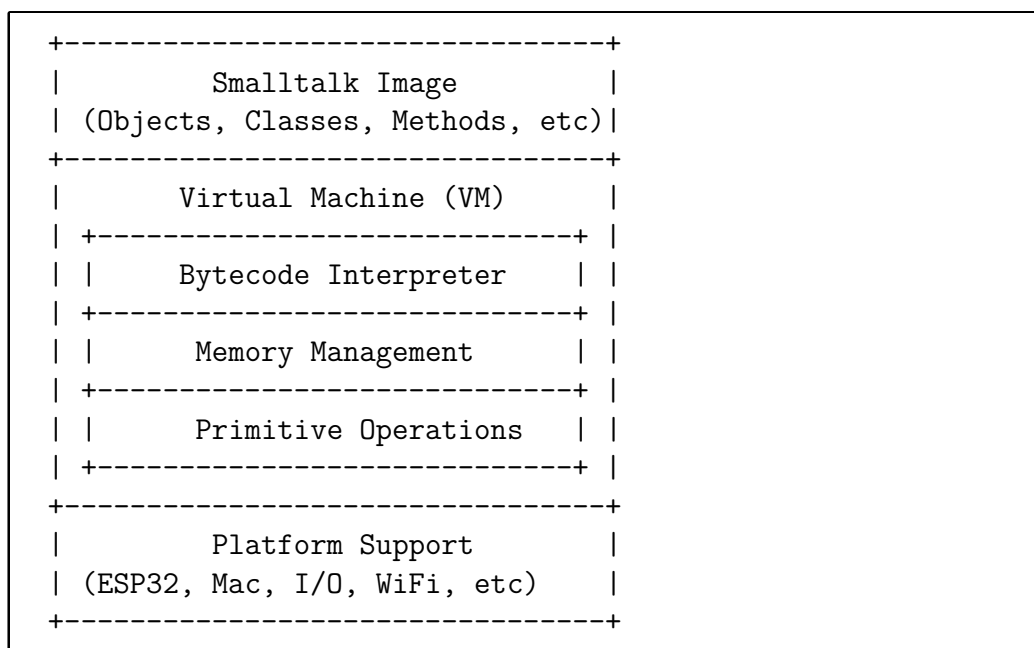 +---------------------------------+
|         Smalltalk Image         |
| (Objects, Classes, Methods, etc)|
+---------------------------------+
|       Virtual Machine (VM)      |
| +-----------------------------+ |
| |     Bytecode Interpreter    | |
| +-----------------------------+ |
| |      Memory Management      | |
| +-----------------------------+ |
| |      Primitive Operations   | |
| +-----------------------------+ |
+---------------------------------+
|         Platform Support        |
| (ESP32, Mac, I/O, WiFi, etc)    |
+---------------------------------+